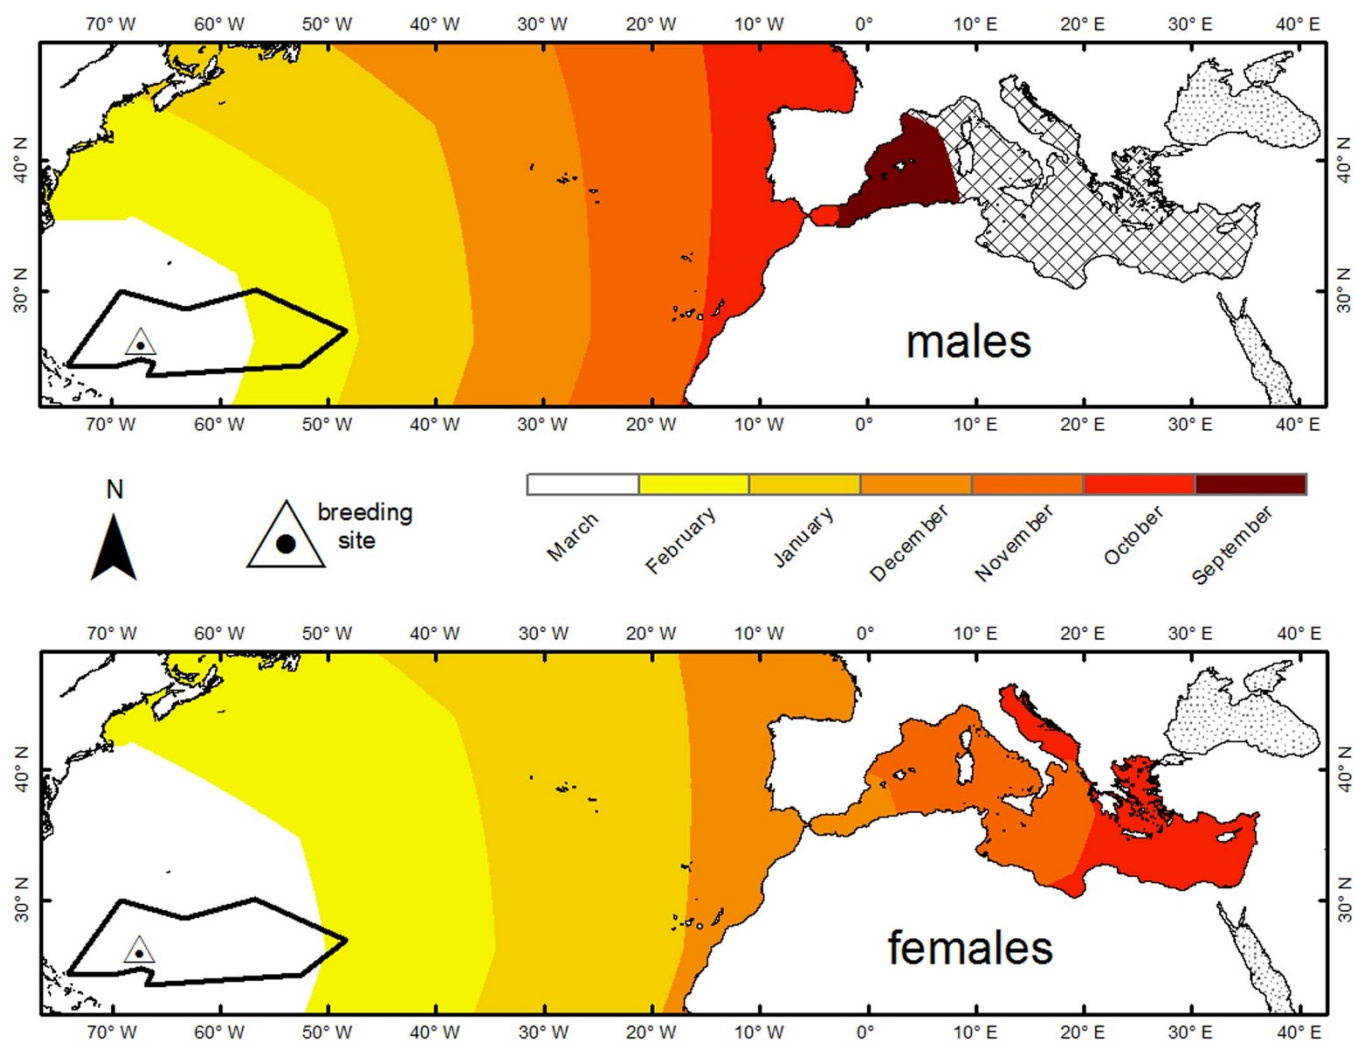 70° W 60° W 50° W 40° W 30° W 20° W 10° W 0° 10° E 20 E 30° E 40° E
40° N 40° N
30° N 30° N
males
70° W 60° W 50° W 40° W 30° W 20° W 10° W 0° 10° E 20° E 30° E 40° E
N
breeding
site
March February January December November October September
70° W 60° W 50° W 40° W 30° W 20° W 10° W 0° 10° E 20 E 30° E 40° E
40° N 40° N
30° N 30° N
females
70° W 60° W 50° W 40° W 30° W 20° W 10° W 0° 10° E 20° E 30° E 40° E